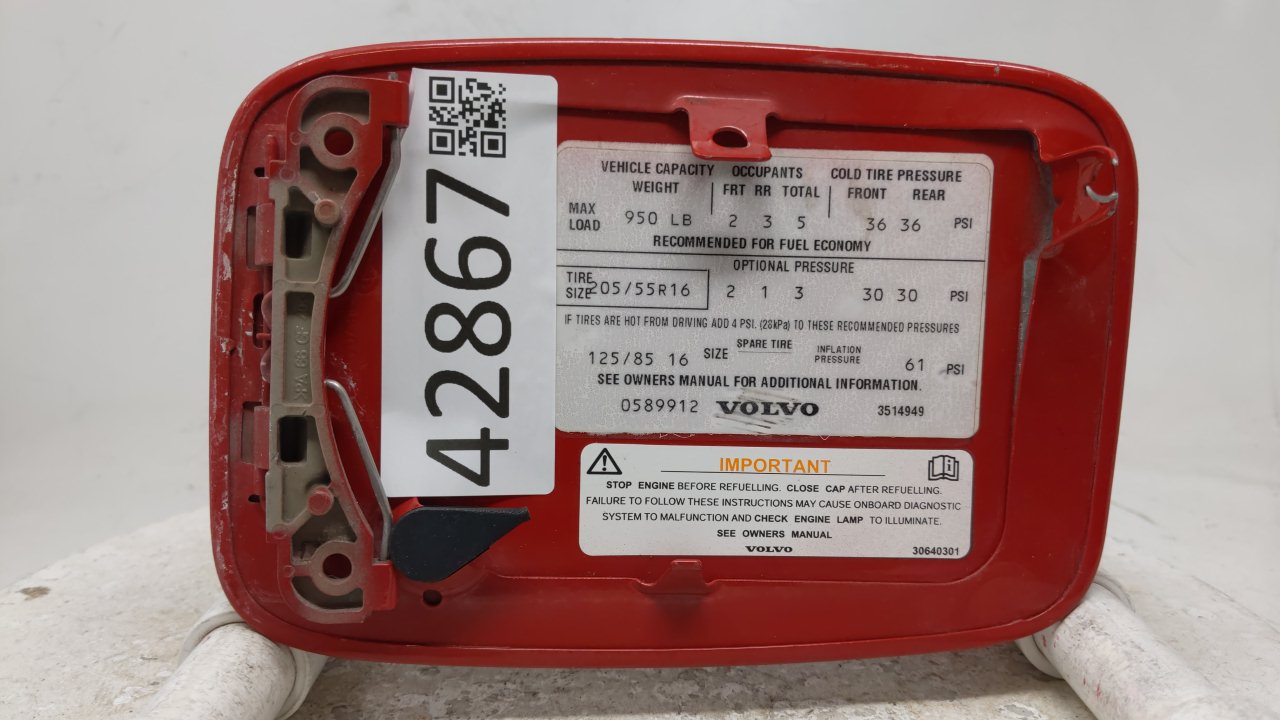 42867
VEHICLE CAPACITY OCCUPANTS COLD TIRE PRESSURE
WEIGHT FRT RR TOTAL FRONT REAR
MAX LOAD 950 LB 2 3 5 36 36 PSI
RECOMMENDED FOR FUEL ECONOMY
OPTIONAL PRESSURE
TIRE SIZE 205/55R16 2 1 3 30 30 PSI
IF TIRES ARE HOT FROM DRIVING ADD 4 PSI. (28kPa) TO THESE RECOMMENDED PRESSURES
125/85 16 SIZE SPARE TIRE INFLATION PRESSURE 61 PSI
SEE OWNERS MANUAL FOR ADDITIONAL INFORMATION.
0589912 VOLVO 3514949
IMPORTANT
STOP ENGINE BEFORE REFUELLING. CLOSE CAP AFTER REFUELLING.
FAILURE TO FOLLOW THESE INSTRUCTIONS MAY CAUSE ONBOARD DIAGNOSTIC
SYSTEM TO MALFUNCTION AND CHECK ENGINE LAMP TO ILLUMINATE.
SEE OWNERS MANUAL
VOLVO 30640301